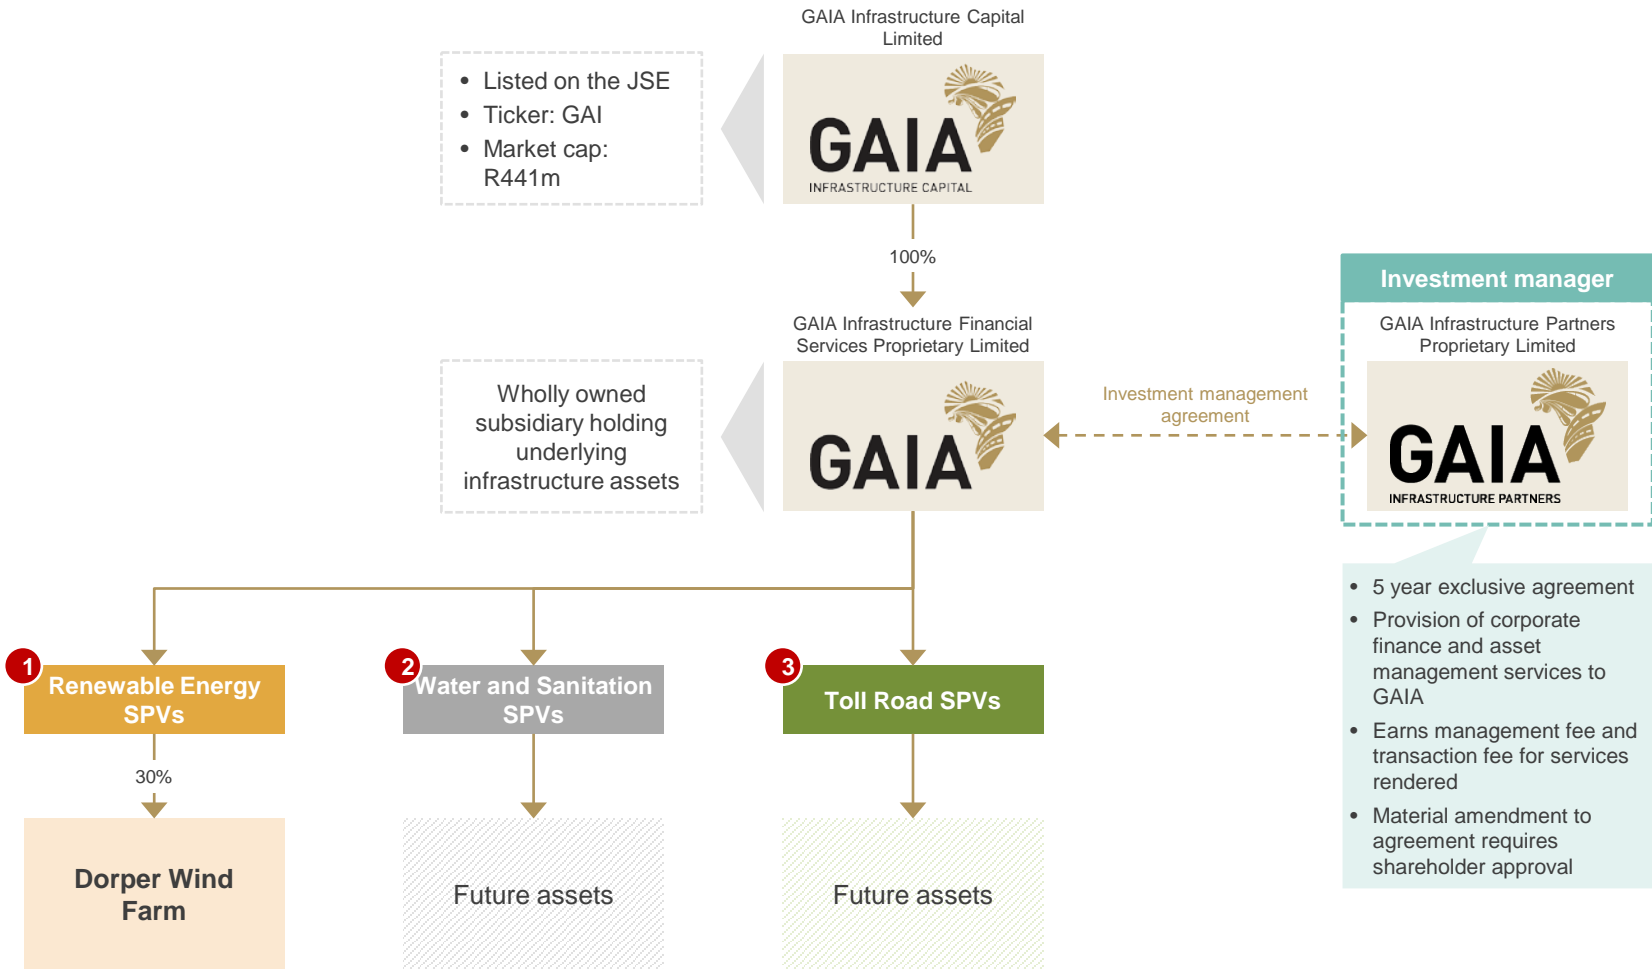 GAIA Infrastructure Capital
Limited
• Listed on the JSE
• Ticker: GAI
• Market cap:
R441m
GAIA
INFRASTRUCTURE CAPITAL
100%
GAIA Infrastructure Financial
Services Proprietary Limited
Wholly owned
subsidiary holding
underlying
infrastructure assets
GAIA
Investment management
agreement
Investment manager
GAIA Infrastructure Partners
Proprietary Limited
GAIA
INFRASTRUCTURE PARTNERS
• 5 year exclusive agreement
• Provision of corporate
finance and asset
management services to
GAIA
• Earns management fee and
transaction fee for services
rendered
• Material amendment to
agreement requires
shareholder approval
1
Renewable Energy
SPVs
2
Water and Sanitation
SPVs
3
Toll Road SPVs
30%
Dorper Wind
Farm
Future assets
Future assets